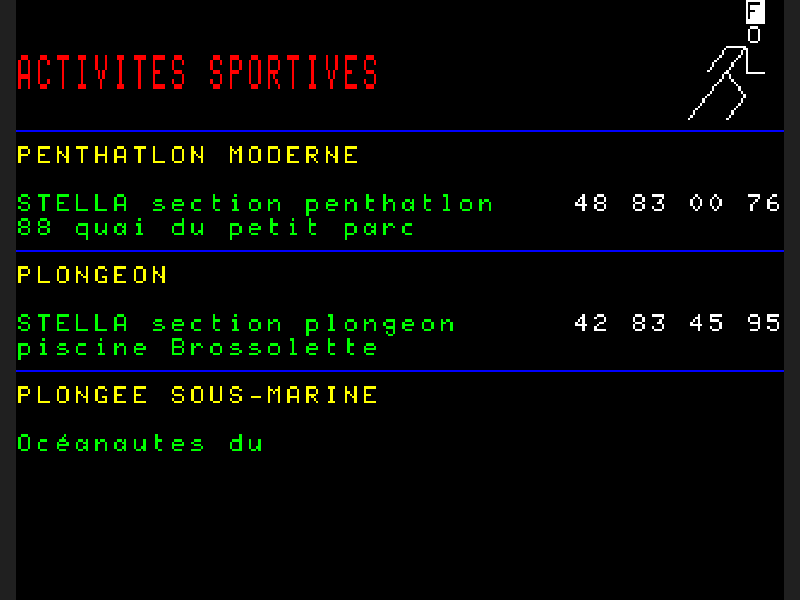 F
ACTIVITES SPORTIVES
PENTHATLON MODERNE
STELLA section penthatlon 48 83 00 76
88 quai du petit parc
PLONGEON
STELLA section plongeon 42 83 45 95
piscine Brossolette
PLONGEE SOUS-MARINE
Océanautes du